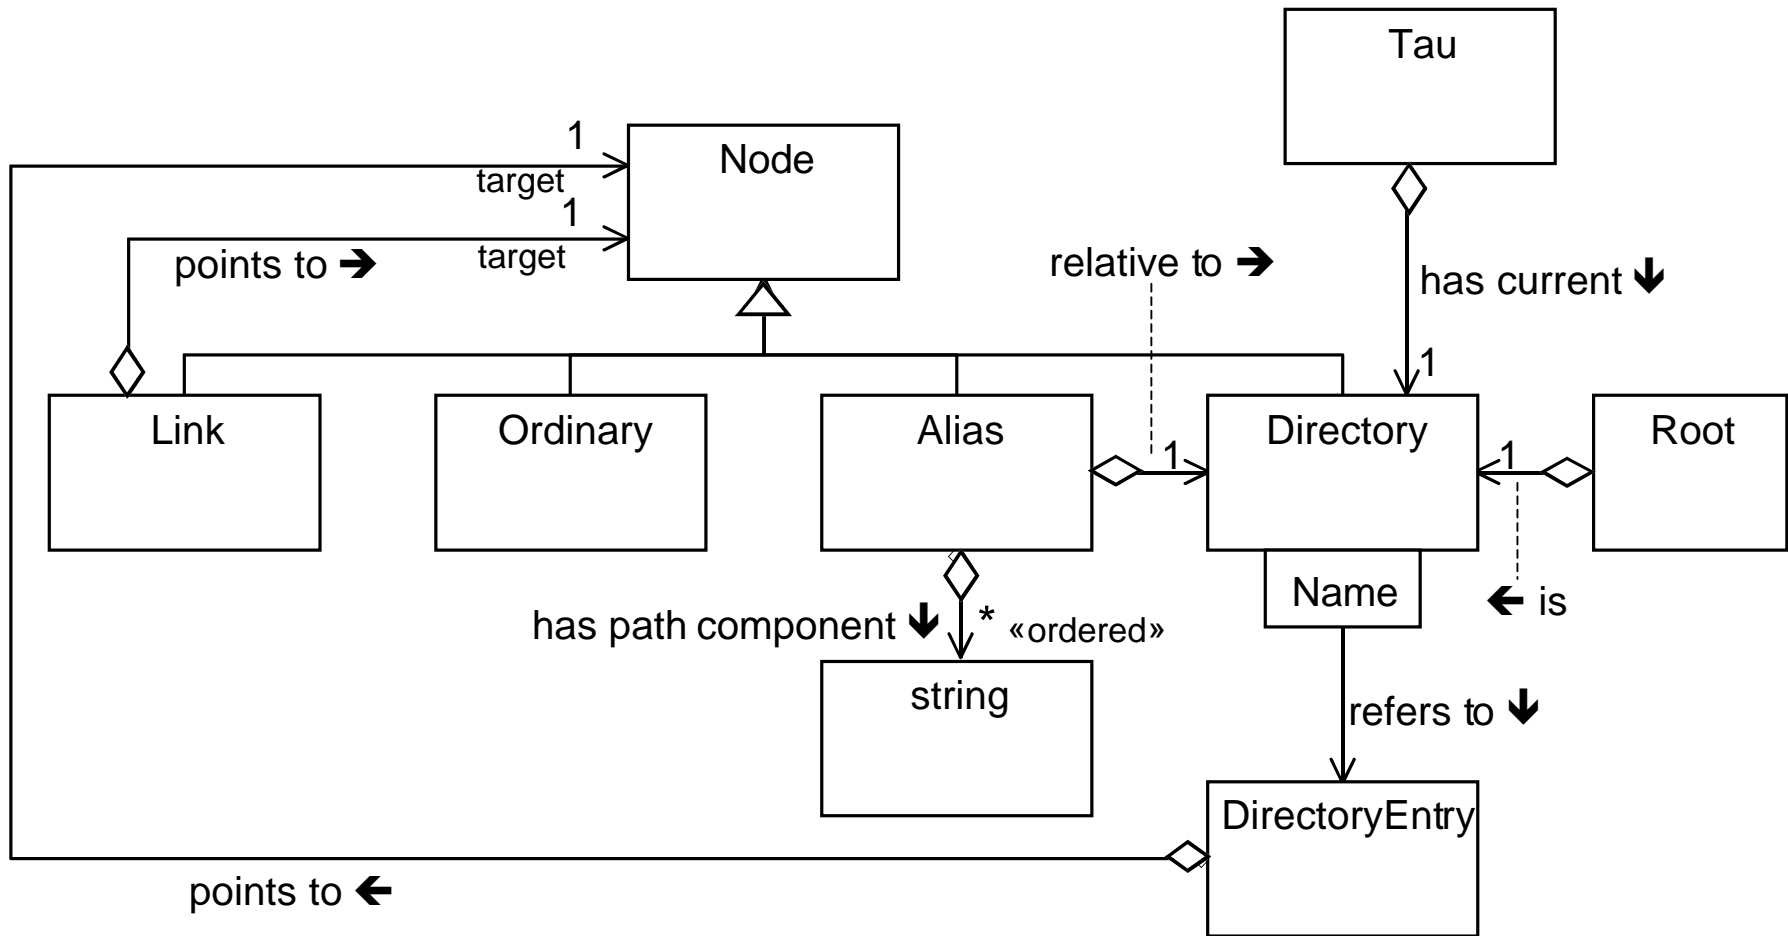 Tau
1
Node
target
1
target
points to ➔
relative to ➔
has current 🡫
1
Link
Ordinary
Alias
Directory
Root
1
1
Name
🡨 is
has path component 🡫
* «ordered»
string
refers to 🡫
DirectoryEntry
points to 🡨